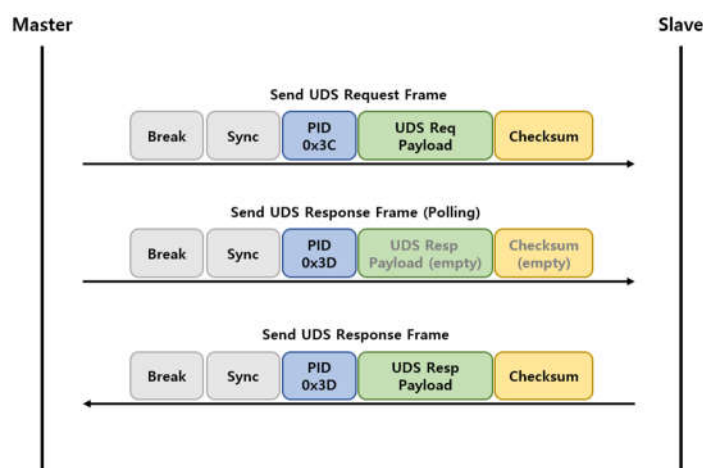 Master
Slave
Send UDS Request Frame
Break
Sync
PID
0x3C
UDS Req
Payload
Checksum
Send UDS Response Frame (Polling)
Break
Sync
PID
0x3D
UDS Resp
Payload (empty)
Checksum
(empty)
Send UDS Response Frame
Break
Sync
PID
0x3D
UDS Resp
Payload
Checksum